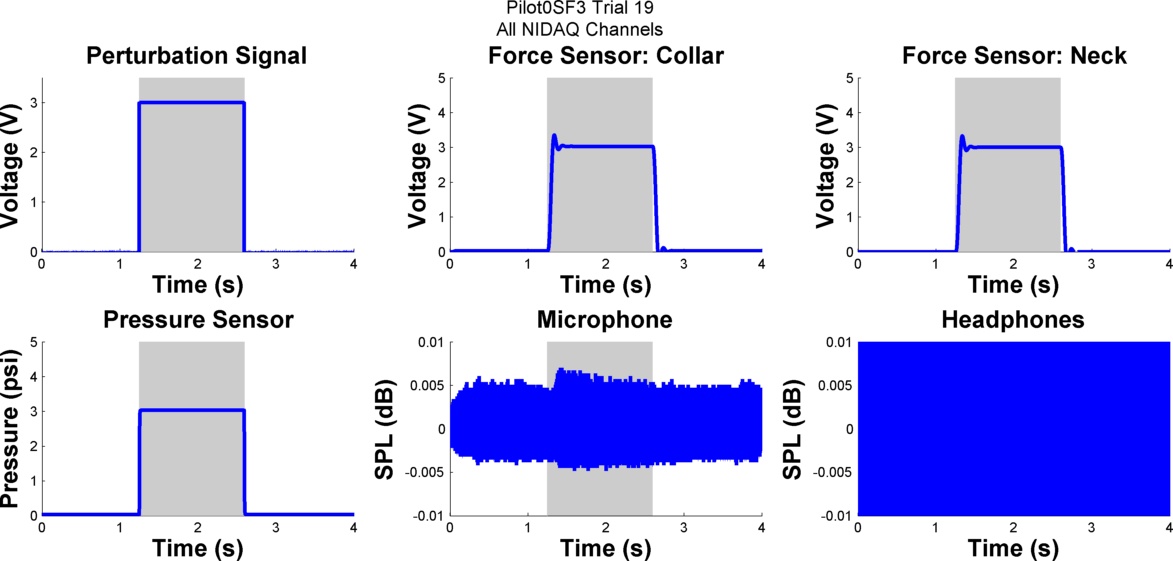 Pilot0SF3 Trial 19
All NIDAQ Channels
Perturbation Signal
Voltage (V)
3
2
1
0
0 1 2 3 4
Time (s)
Force Sensor: Collar
Voltage (V)
5
4
3
2
1
0
0 1 2 3 4
Time (s)
Force Sensor: Neck
Voltage (V)
5
4
3
2
1
0
0 1 2 3 4
Time (s)
Pressure Sensor
Pressure (psi)
5
4
3
2
1
0
0 1 2 3 4
Time (s)
Microphone
SPL (dB)
0.01
0.005
0
-0.005
-0.01
0 1 2 3 4
Time (s)
Headphones
SPL (dB)
0.01
0.005
0
-0.005
-0.01
0 1 2 3 4
Time (s)